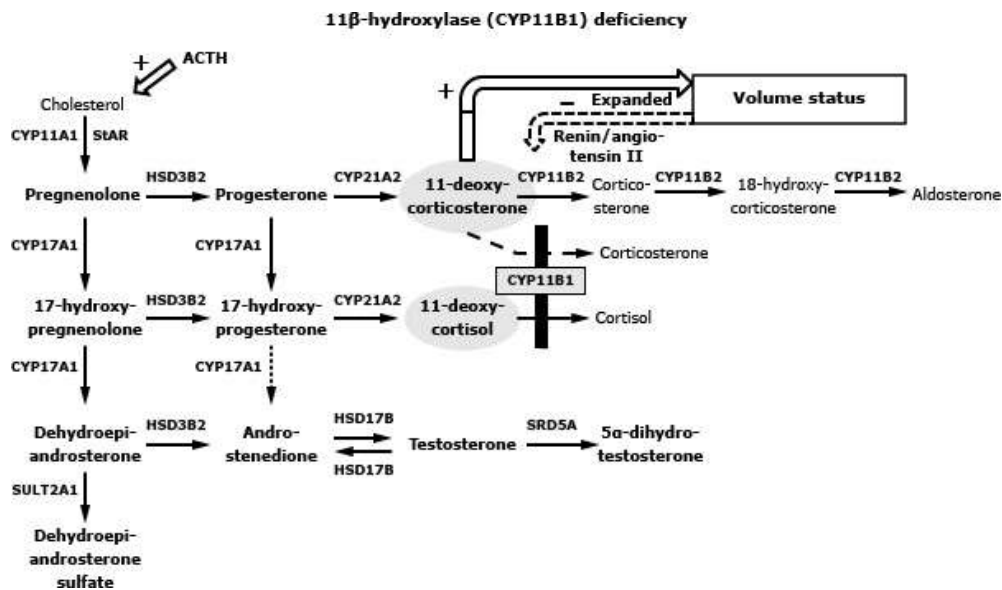 11β-hydroxylase (CYP11B1) deficiency
+
ACTH
Cholesterol
CYP11A1
StAR
+
− Expanded
Renin/angio-
tensin II
Volume status
Pregnenolone
HSD3B2
Progesterone
CYP21A2
11-deoxy-
corticosterone
CYP11B2
Cortico-
sterone
CYP11B2
18-hydroxy-
corticosterone
CYP11B2
Aldosterone
CYP17A1
CYP17A1
Corticosterone
CYP11B1
17-hydroxy-
pregnenolone
HSD3B2
17-hydroxy-
progesterone
CYP21A2
11-deoxy-
cortisol
Cortisol
CYP17A1
CYP17A1
Dehydroepi-
androsterone
HSD3B2
Andro-
stenedione
HSD17B
HSD17B
Testosterone
SRD5A
5α-dihydro-
testosterone
SULT2A1
Dehydroepi-
androsterone
sulfate